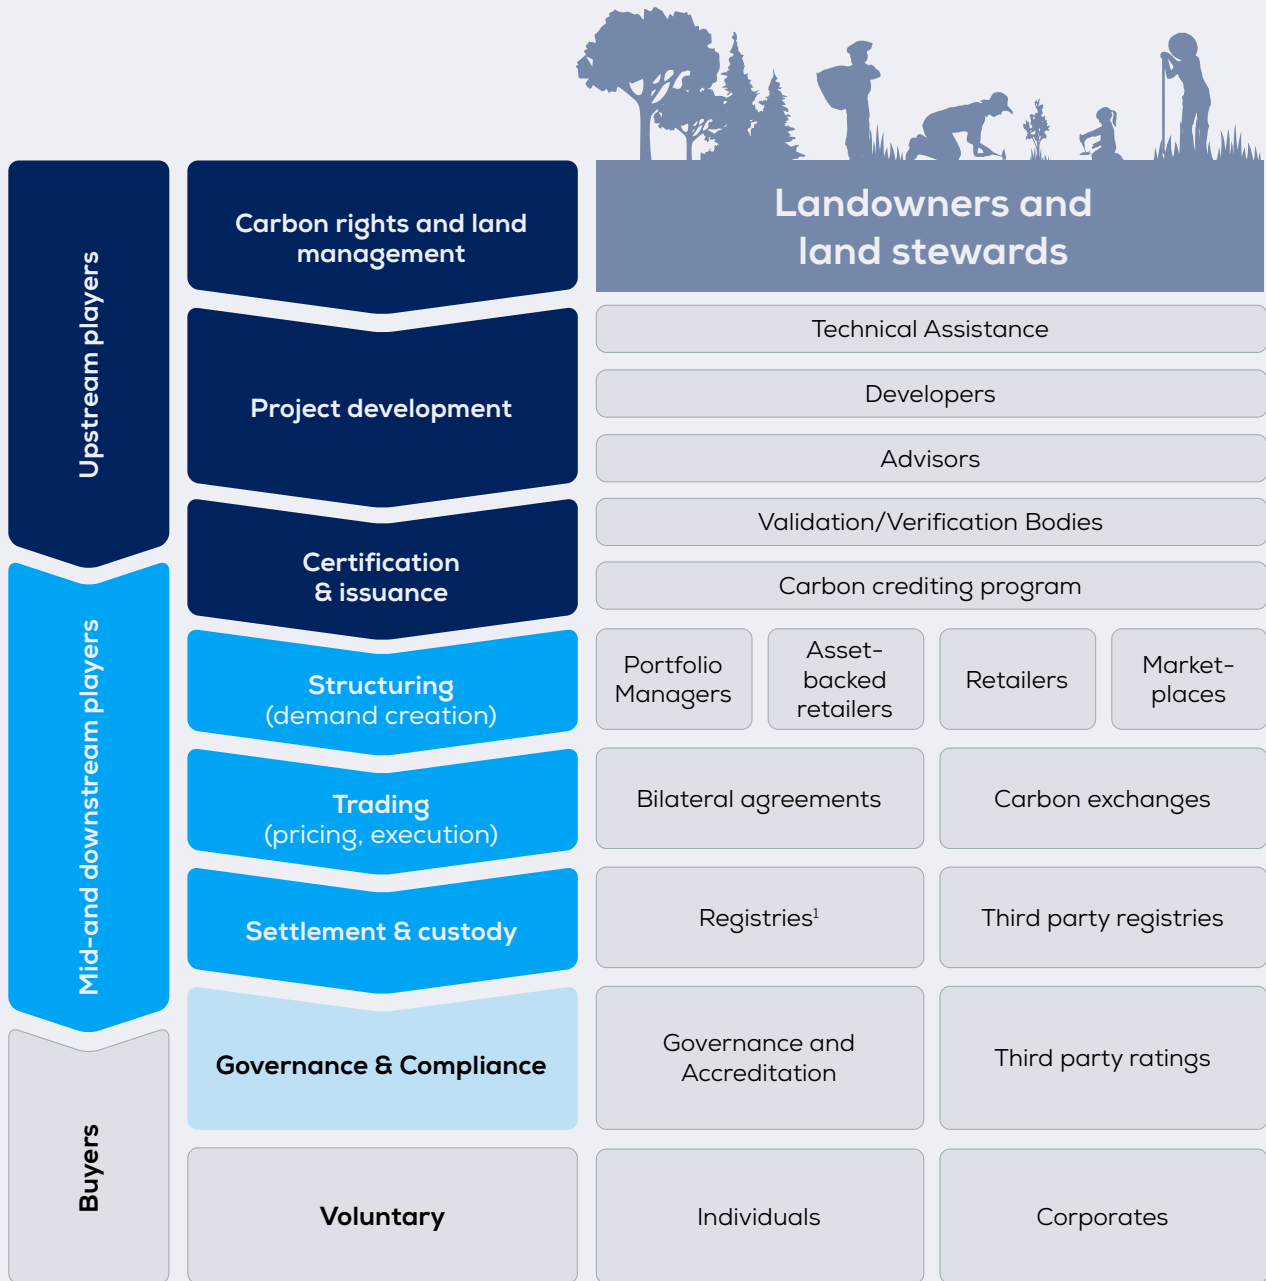 Landowners and
land stewards
Upstream players
Carbon rights and land
management
Technical Assistance
Project development
Developers
Advisors
Certification
& issuance
Validation/Verification Bodies
Carbon crediting program
Mid-and downstream players
Structuring
(demand creation)
Portfolio
Managers
Asset-
backed
retailers
Retailers
Market-
places
Trading
(pricing, execution)
Bilateral agreements
Carbon exchanges
Settlement & custody
Registries¹
Third party registries
Buyers
Governance & Compliance
Governance and
Accreditation
Third party ratings
Voluntary
Individuals
Corporates